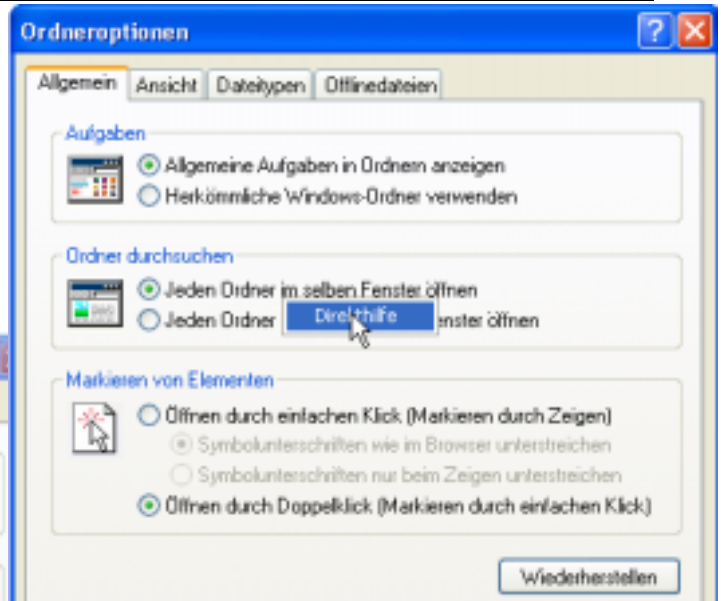 Ordneroptionen
Allgemein Ansicht Dateitypen Offlinedateien
Aufgaben
Allgemeine Aufgaben in Ordnern anzeigen
Herkömmliche Windows-Ordner verwenden
Ordner durchsuchen
Jeden Ordner im selben Fenster öffnen
Jeden Ordner
Direkthilfe
enster öffnen
Markieren von Elementen
Öffnen durch einfachen Klick (Markieren durch Zeigen)
Symbolunterschriften wie im Browser unterstreichen
Symbolunterschriften nur beim Zeigen unterstreichen
Öffnen durch Doppelklick (Markieren durch einfachen Klick)
Wiederherstellen